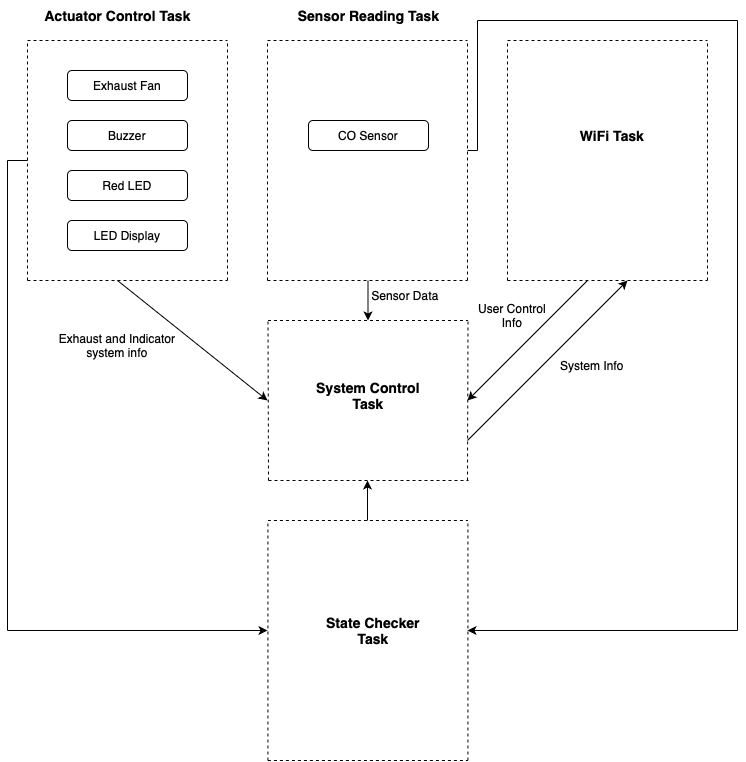 Actuator Control Task
Sensor Reading Task
Exhaust Fan
Buzzer
Red LED
LED Display
CO Sensor
WiFi Task
Sensor Data
Exhaust and Indicator
system info
User Control
Info
System Info
System Control
Task
State Checker
Task